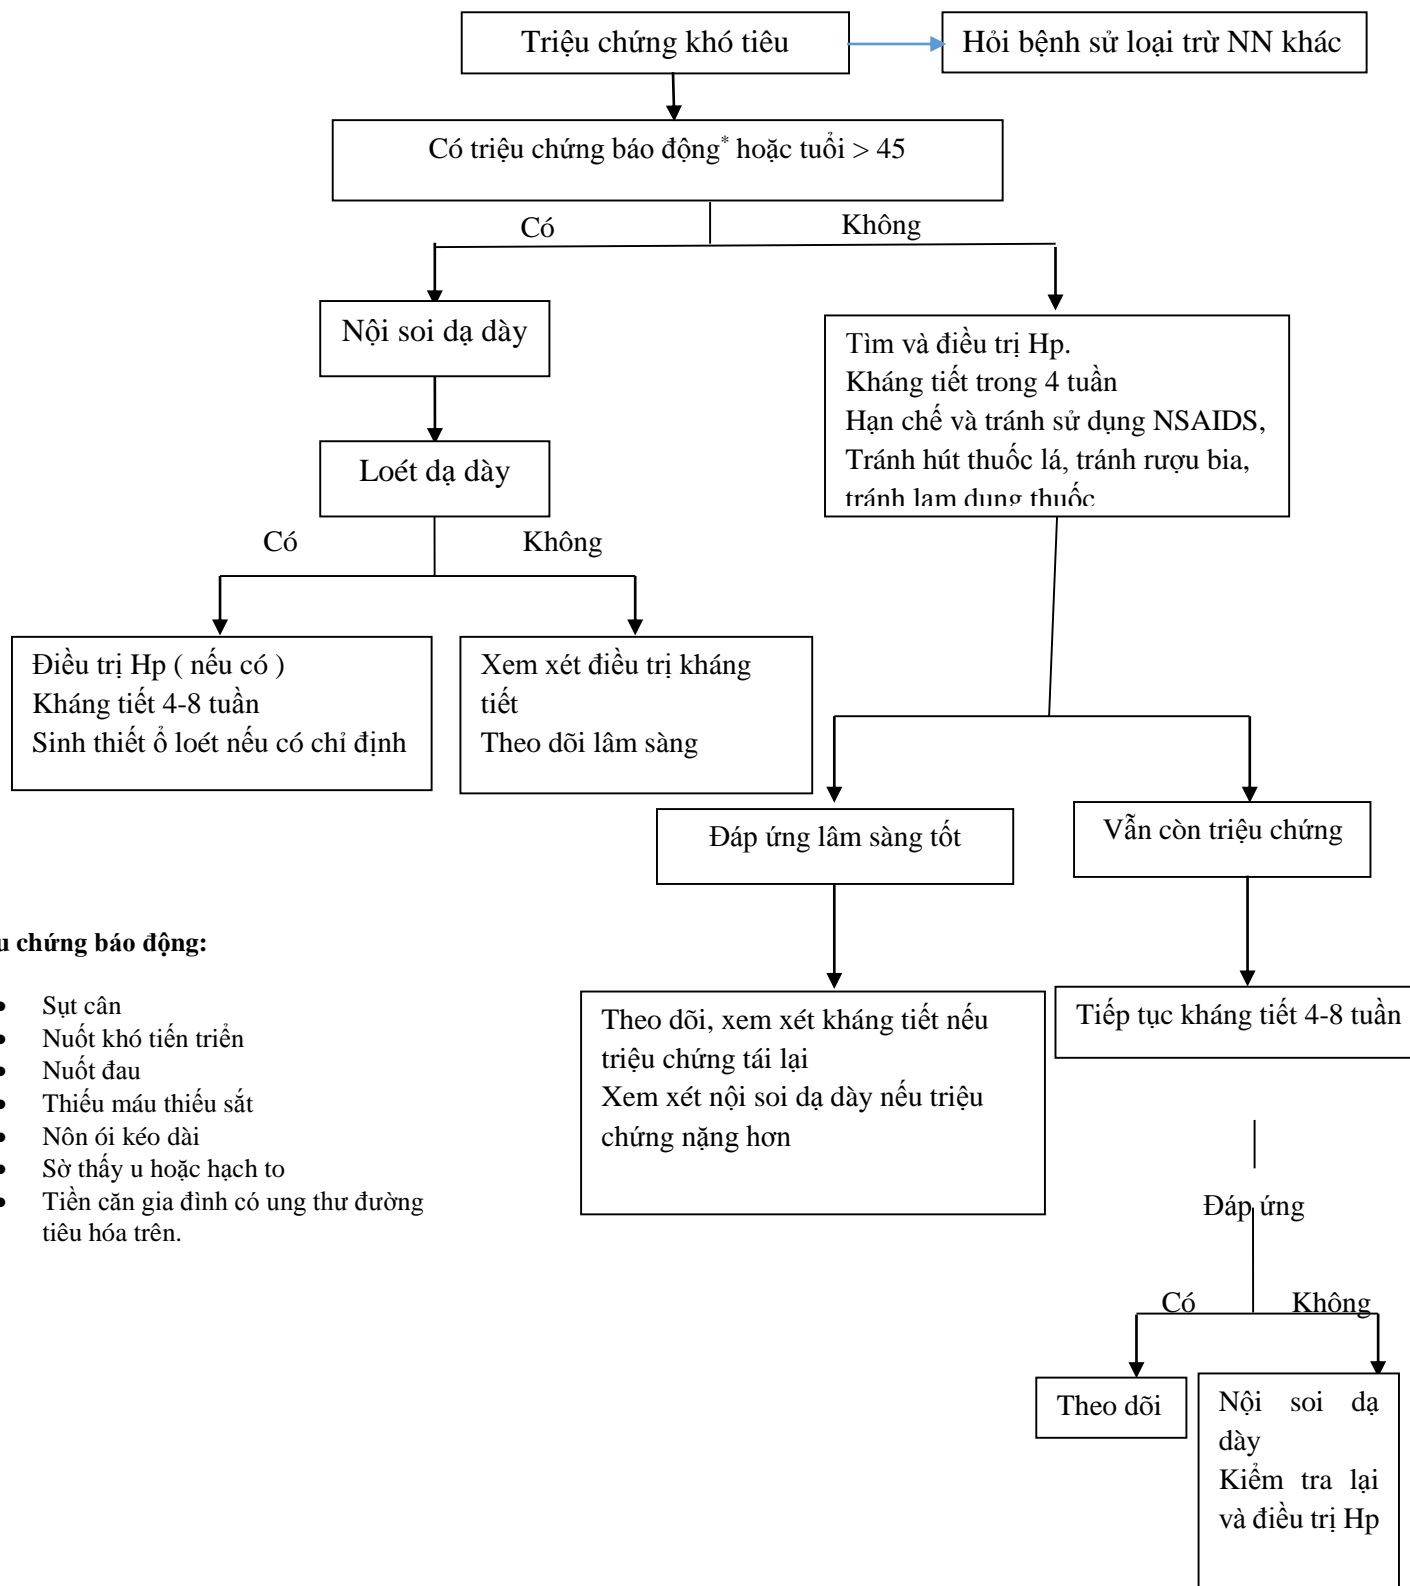 Triệu chứng khó tiêu
Hỏi bệnh sử loại trừ NN khác
Có triệu chứng báo động* hoặc tuổi > 45
Có
Không
Nội soi dạ dày
Tìm và điều trị Hp.
Kháng tiết trong 4 tuần
Hạn chế và tránh sử dụng NSAIDS,
Tránh hút thuốc lá, tránh rượu bia,
tránh lạm dụng thuốc
Loét dạ dày
Có
Không
Điều trị Hp ( nếu có )
Kháng tiết 4-8 tuần
Sinh thiết ổ loét nếu có chỉ định
Xem xét điều trị kháng
tiết
Theo dõi lâm sàng
Đáp ứng lâm sàng tốt
Vẫn còn triệu chứng
Theo dõi, xem xét kháng tiết nếu
triệu chứng tái lại
Xem xét nội soi dạ dày nếu triệu
chứng nặng hơn
Tiếp tục kháng tiết 4-8 tuần
Đáp ứng
Có
Không
Theo dõi
Nội soi dạ
dày
Kiểm tra lại
và điều trị Hp
u chứng báo động:
• Sụt cân
• Nuốt khó tiến triển
• Nuốt đau
• Thiếu máu thiếu sắt
• Nôn ói kéo dài
• Sờ thấy u hoặc hạch to
• Tiền căn gia đình có ung thư đường
tiêu hóa trên.